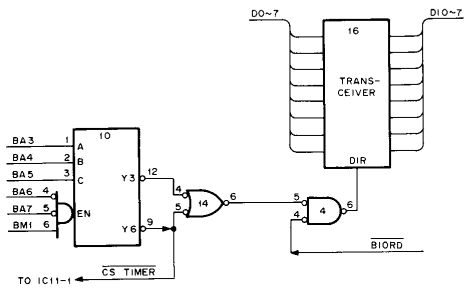 DO~7
DIO~7
16
TRANS-
CEIVER
DIR
10
BA3 1 A
BA4 2 B
BA5 3 C
BA6 4
BA7 5 EN
BM1 6
Y3 12
Y6 9
4
5 14 6
5
4 4 6
BIORD
CS TIMER
TO IC11-1